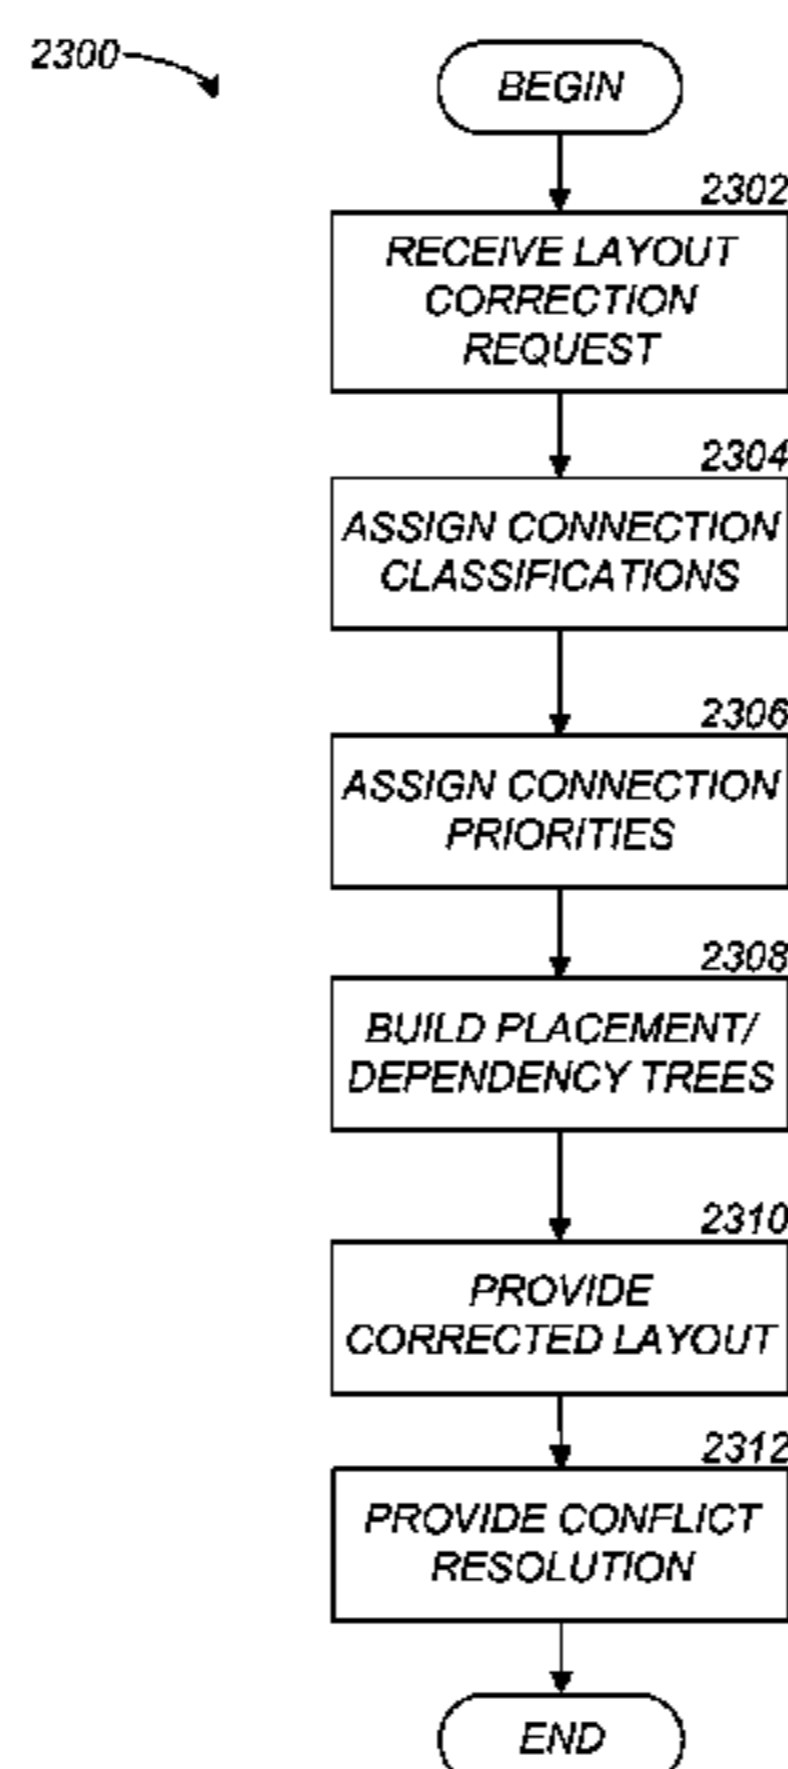 2300
BEGIN
2302
RECEIVE LAYOUT
CORRECTION
REQUEST
2304
ASSIGN CONNECTION
CLASSIFICATIONS
2306
ASSIGN CONNECTION
PRIORITIES
2308
BUILD PLACEMENT/
DEPENDENCY TREES
2310
PROVIDE
CORRECTED LAYOUT
2312
PROVIDE CONFLICT
RESOLUTION
END